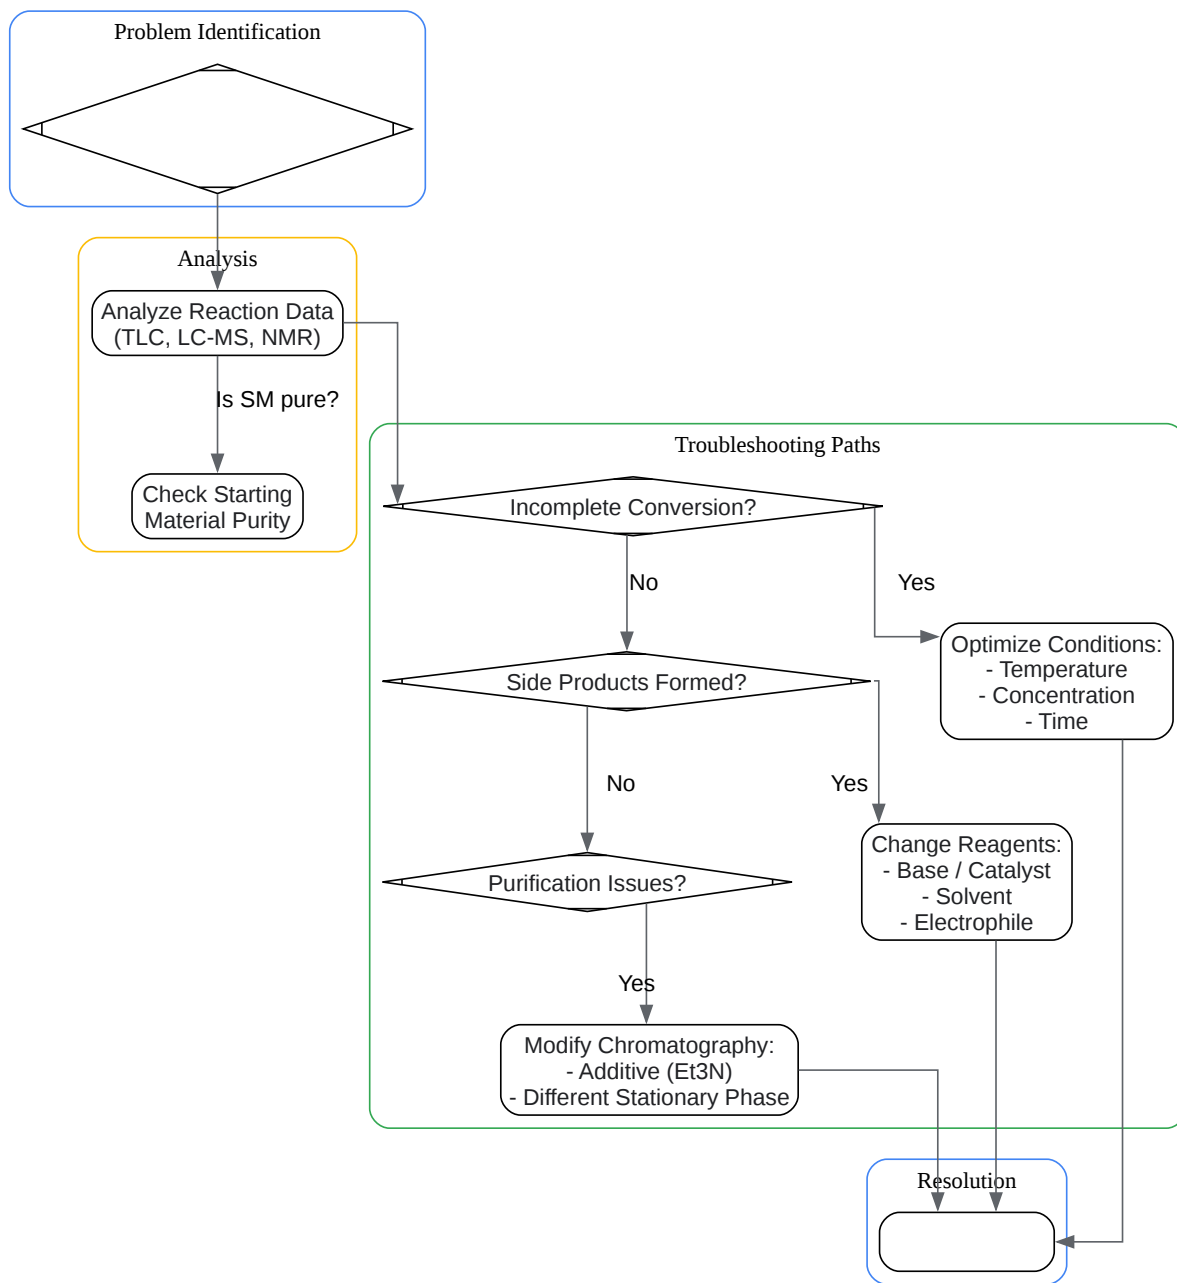 Problem Identification
Analysis
Analyze Reaction Data
(TLC, LC-MS, NMR)
Is SM pure?
Check Starting
Material Purity
Troubleshooting Paths
Incomplete Conversion?
No
Yes
Optimize Conditions:
- Temperature
- Concentration
- Time
Side Products Formed?
No
Yes
Change Reagents:
- Base / Catalyst
- Solvent
- Electrophile
Purification Issues?
Yes
Modify Chromatography:
- Additive (Et3N)
- Different Stationary Phase
Resolution